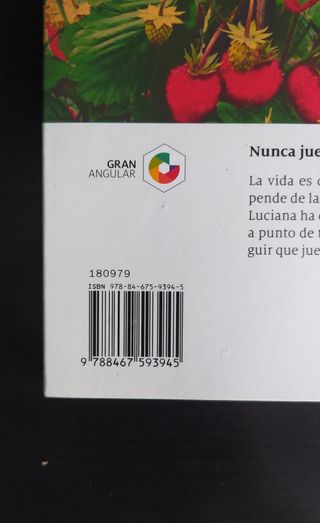 GRAN
ANGULAR
Nunca jue
La vida es
pende de la
Luciana ha
a punto de
guir que jue
180979
ISBN 978-84-675-9394-5
9 788467 593945